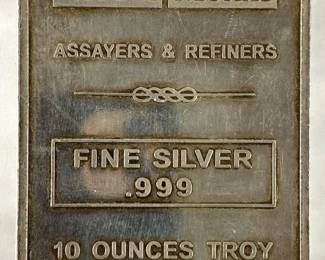 ASSAYERS & REFINERS
FINE SILVER
.999
10 OUNCES TROY